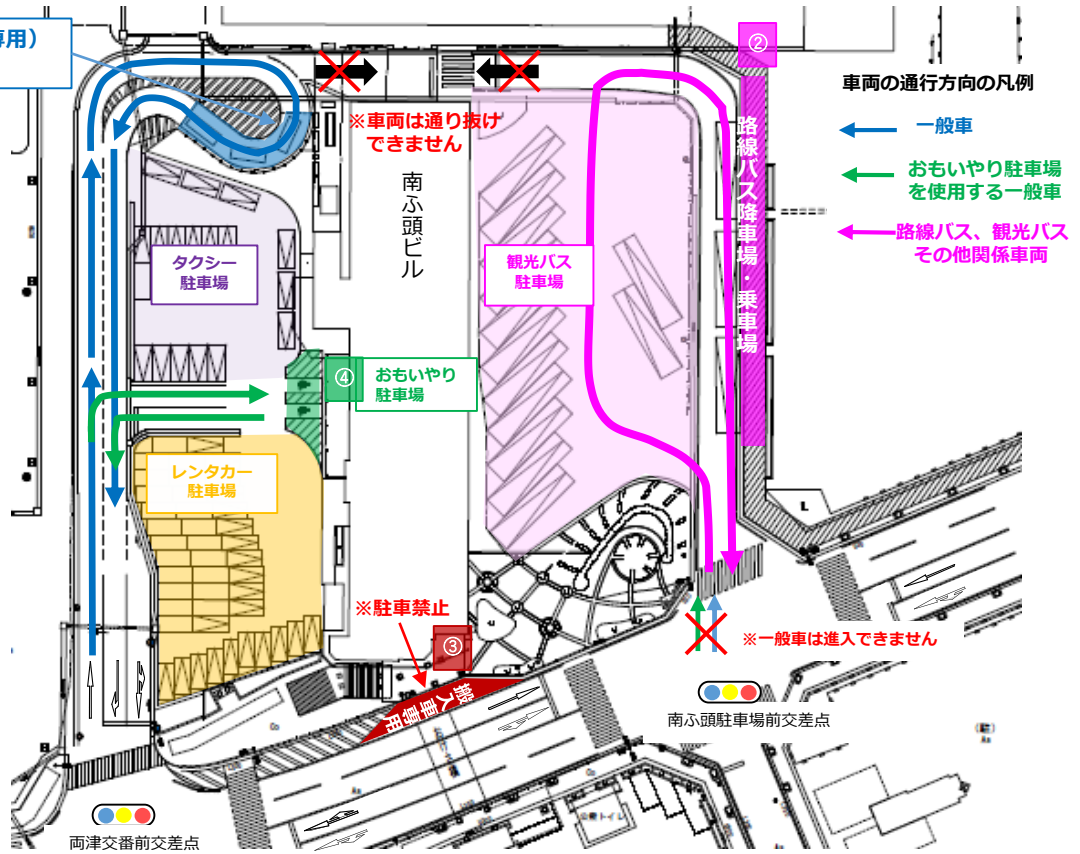 専用）
②
車両の通行方向の凡例
一般車
おもいやり駐車場
を使用する一般車
路線バス、観光バス
その他関係車両
※車両は通り抜け
できません
南ふ頭ビル
路線バス降車場・乗車場
タクシー
駐車場
観光バス
駐車場
④
おもいやり
駐車場
レンタカー
駐車場
※駐車禁止
③
搬入車専用
※一般車は進入できません
南ふ頭駐車場前交差点
公衆トイレ
両津交番前交差点